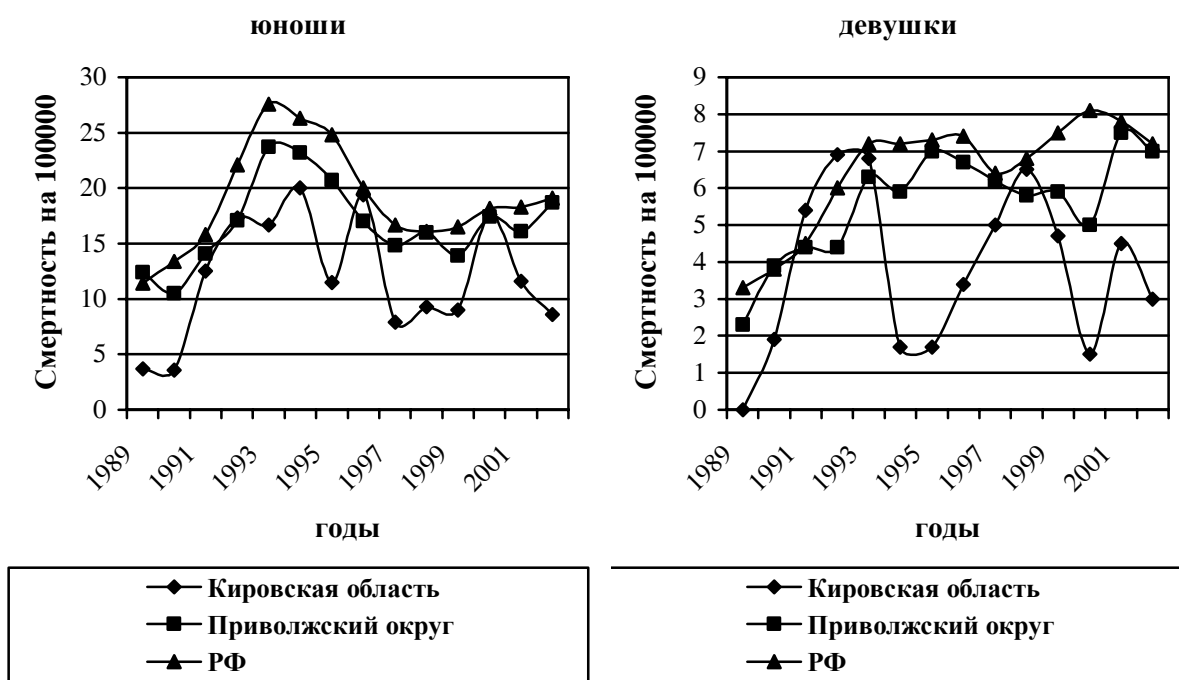 юноши
Смертность на 100000
30
25
20
15
10
5
0
1989
1991
1993
1995
1997
1999
2001
годы
Кировская область
Приволжский округ
РФ
девушки
Смертность на 100000
9
8
7
6
5
4
3
2
1
0
1989
1991
1993
1995
1997
1999
2001
годы
Кировская область
Приволжский округ
РФ